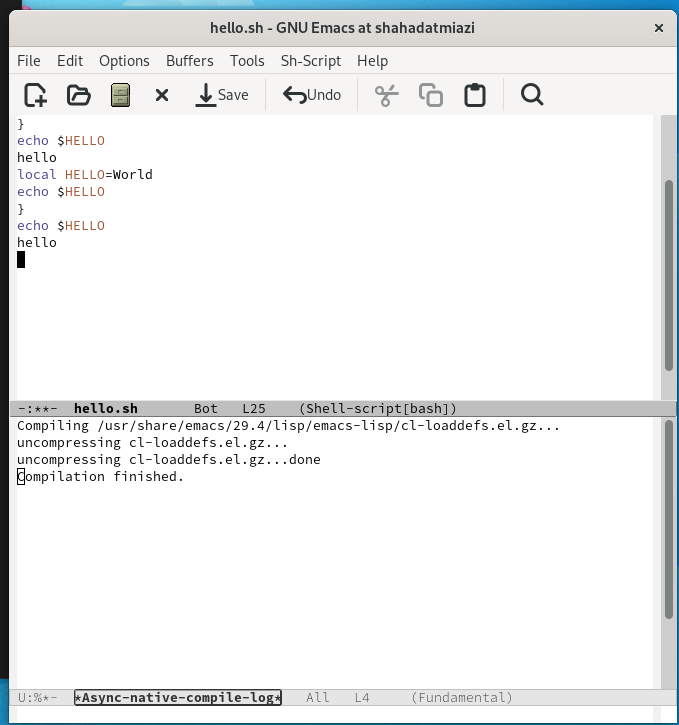 hello.sh - GNU Emacs at shahadatmiazi ×
File Edit Options Buffers Tools Sh-Script Help
Save Undo
}
echo $HELLO
hello
local HELLO=World
echo $HELLO
}
echo $HELLO
hello
-:**- hello.sh Bot L25 (Shell-script[bash])
Compiling /usr/share/emacs/29.4/lisp/emacs-lisp/cl-loaddefs.el.gz...
uncompressing cl-loaddefs.el.gz...
uncompressing cl-loaddefs.el.gz...done
Compilation finished.
U:%*- *Async-native-compile-log* All L4 (Fundamental)